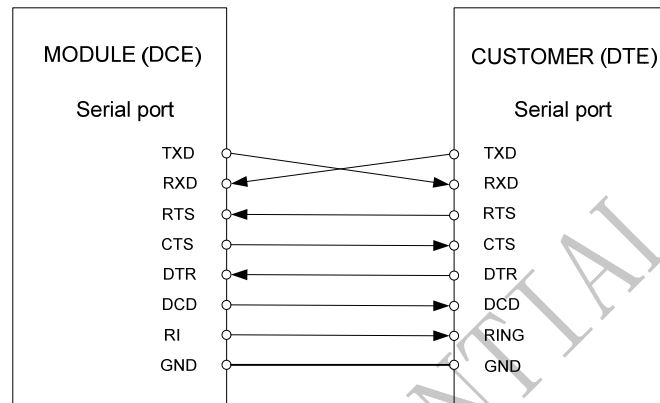 MODULE (DCE)
Serial port
TXD
RXD
RTS
CTS
DTR
DCD
RI
GND
CUSTOMER (DTE)
Serial port
TXD
RXD
RTS
CTS
DTR
DCD
RING
GND